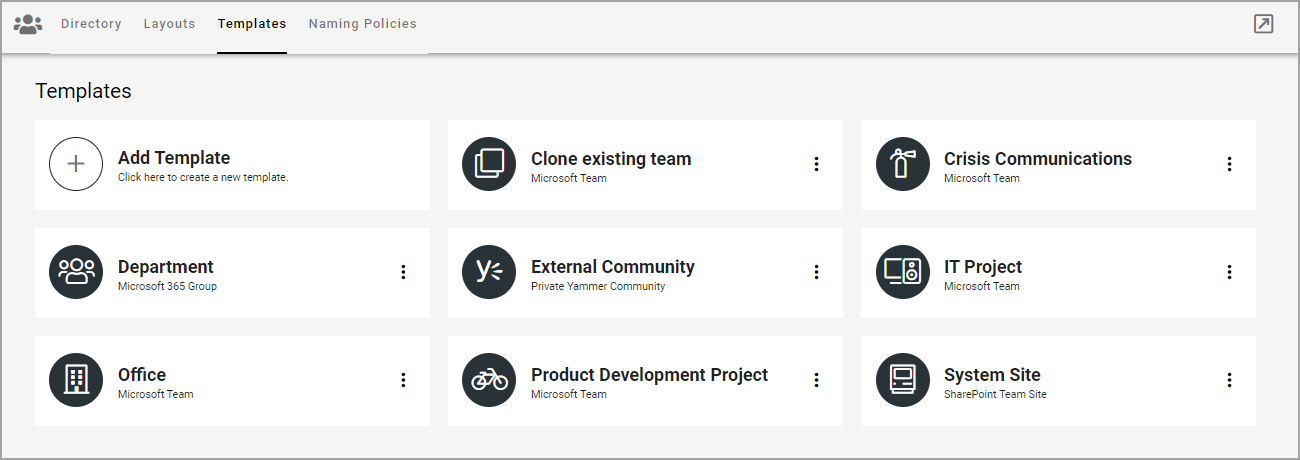 Directory Layouts Templates Naming Policies
Templates
Add Template
Click here to create a new template.
Clone existing team
Microsoft Team
Crisis Communications
Microsoft Team
Department
Microsoft 365 Group
External Community
Private Yammer Community
IT Project
Microsoft Team
Office
Microsoft Team
Product Development Project
Microsoft Team
System Site
SharePoint Team Site